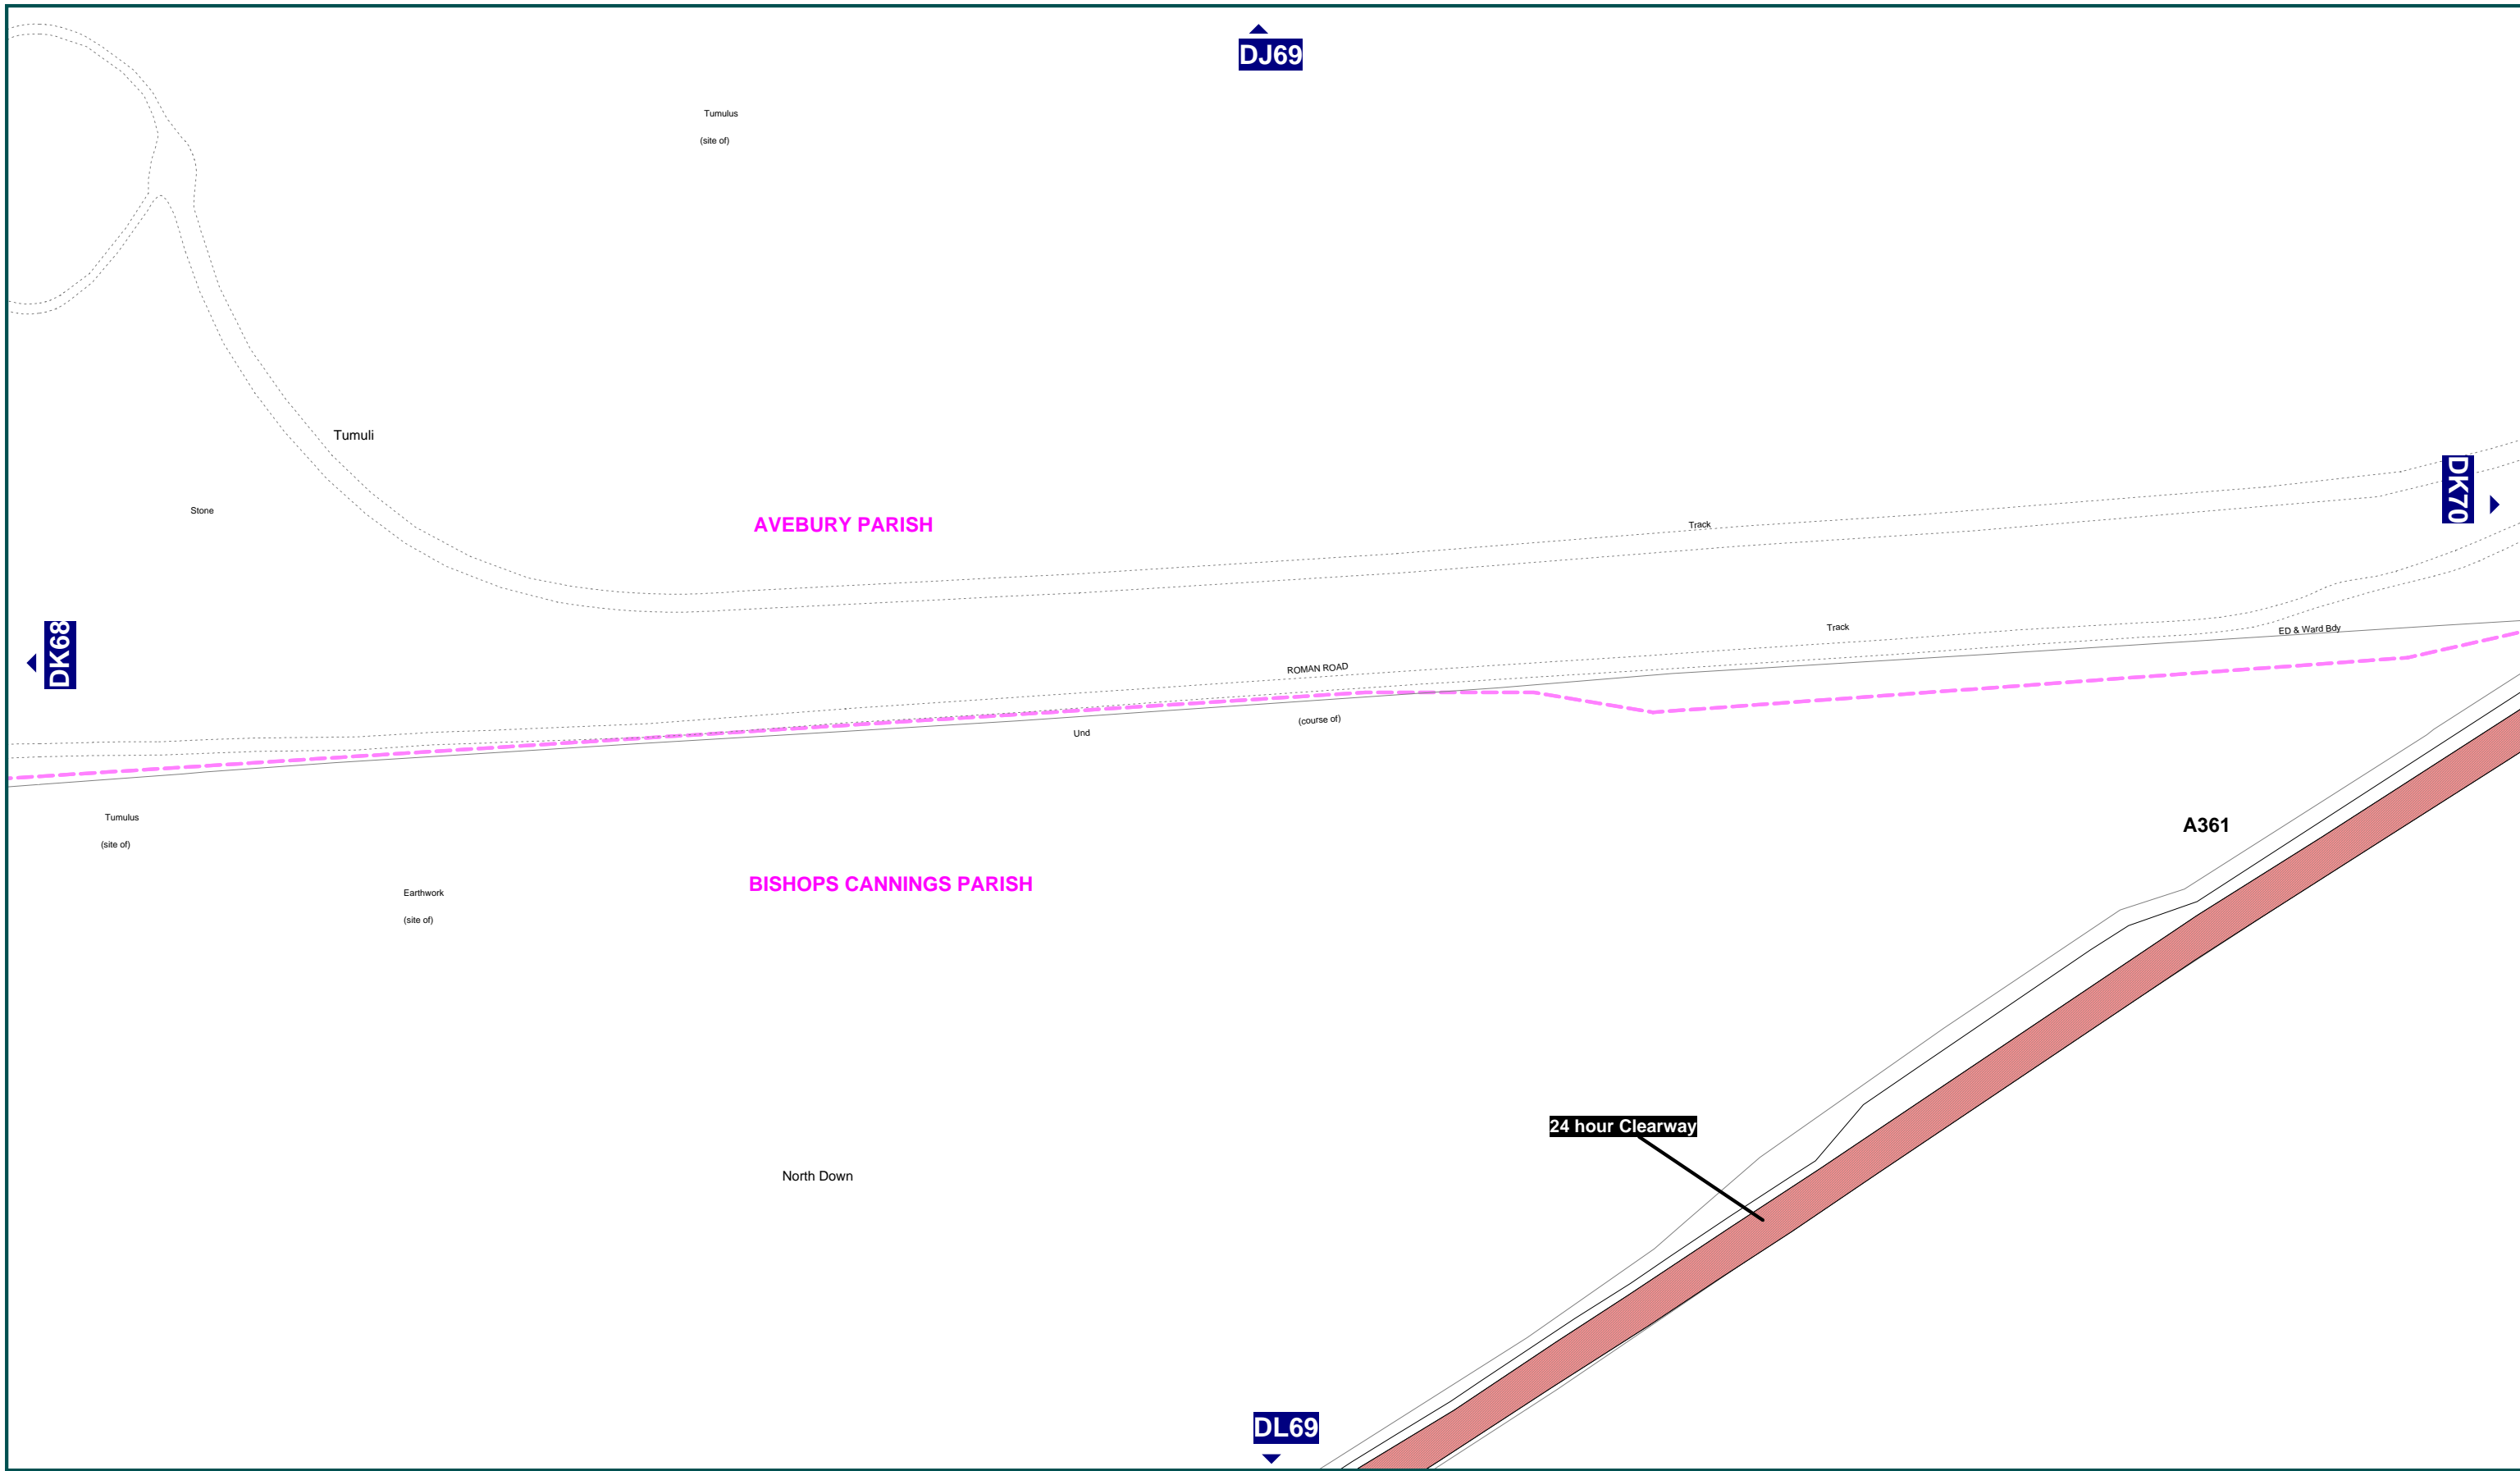 DJ69
Tumulus
(site of)
Tumuli
Stone
AVEBURY PARISH
Track
DK70
DK68
Track
ED & Ward Bdy
ROMAN ROAD
(course of)
Und
Tumulus
(site of)
A361
Earthwork
(site of)
BISHOPS CANNINGS PARISH
24 hour Clearway
North Down
DL69